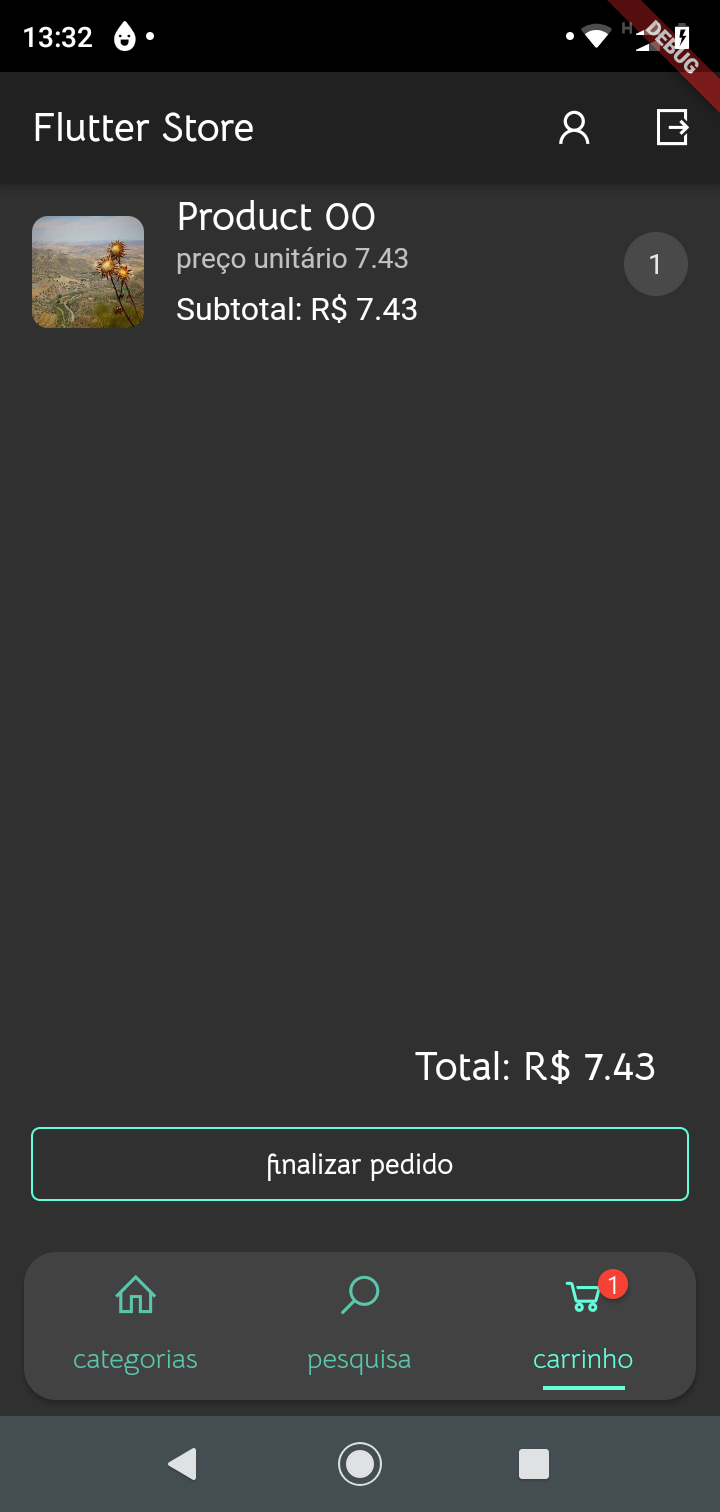 13:32
H
DEBUG
Flutter Store
Product 00
preço unitário 7.43
1
Subtotal: R$ 7.43
Total: R$ 7.43
finalizar pedido
1
categorias
pesquisa
carrinho